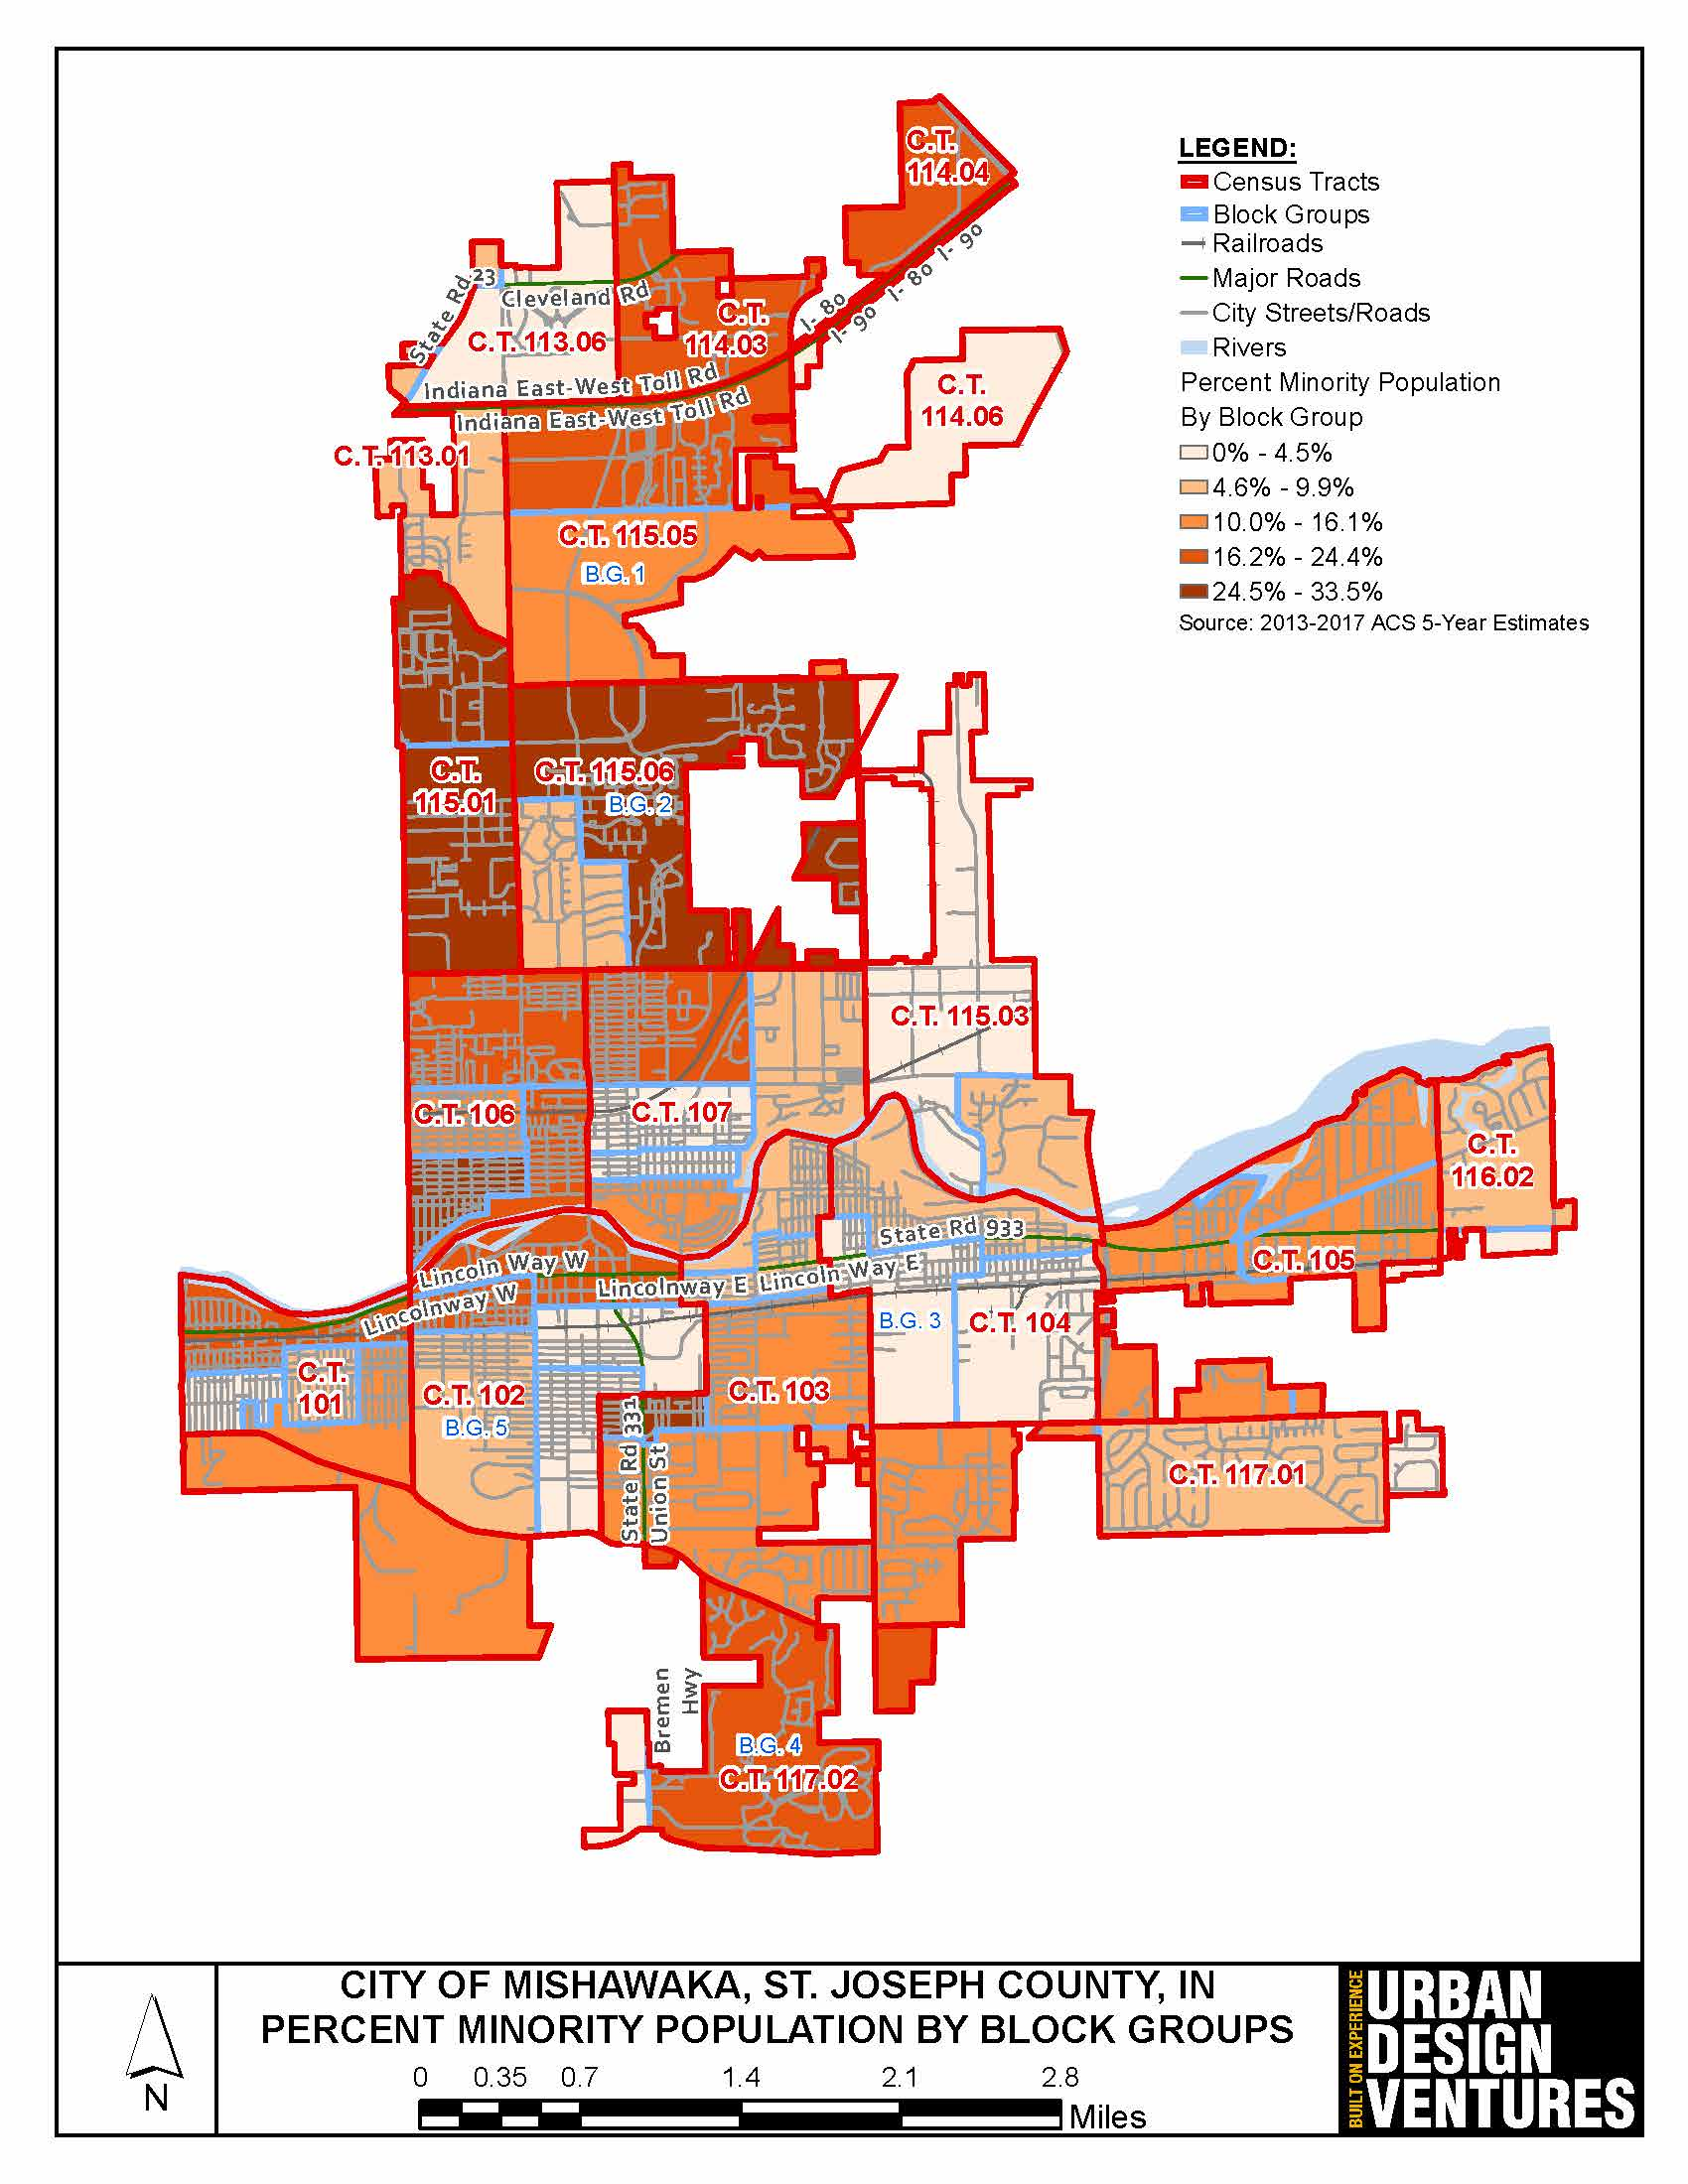 C.T.
114.04
LEGEND:
Census Tracts
Block Groups
Railroads
Major Roads
City Streets/Roads
Rivers
Percent Minority Population
By Block Group
0% - 4.5%
4.6% - 9.9%
10.0% - 16.1%
16.2% - 24.4%
24.5% - 33.5%
Source: 2013-2017 ACS 5-Year Estimates
State Rd 23
Cleveland Rd
I- 80
I- 90
I- 80
I- 90
C.T. 113.06
C.T.
114.03
Indiana East-West Toll Rd
Indiana East-West Toll Rd
C.T.
114.06
C.T. 113.01
C.T. 115.05
B.G. 1
C.T.
115.01
C.T. 115.06
B.G. 2
C.T. 115.03
C.T. 106
C.T. 107
C.T.
116.02
State Rd 933
Lincoln Way W
Lincolnway W
Lincolnway E
Lincoln Way E
C.T. 105
B.G. 3
C.T. 104
C.T.
101
C.T. 102
B.G. 5
C.T. 103
State Rd 331
Union St
C.T. 117.01
Bremen
Hwy
B.G. 4
C.T. 117.02
CITY OF MISHAWAKA, ST. JOSEPH COUNTY, IN
PERCENT MINORITY POPULATION BY BLOCK GROUPS
0 0.35 0.7 1.4 2.1 2.8
Miles
N
BUILT ON EXPERIENCE
URBAN
DESIGN
VENTURES